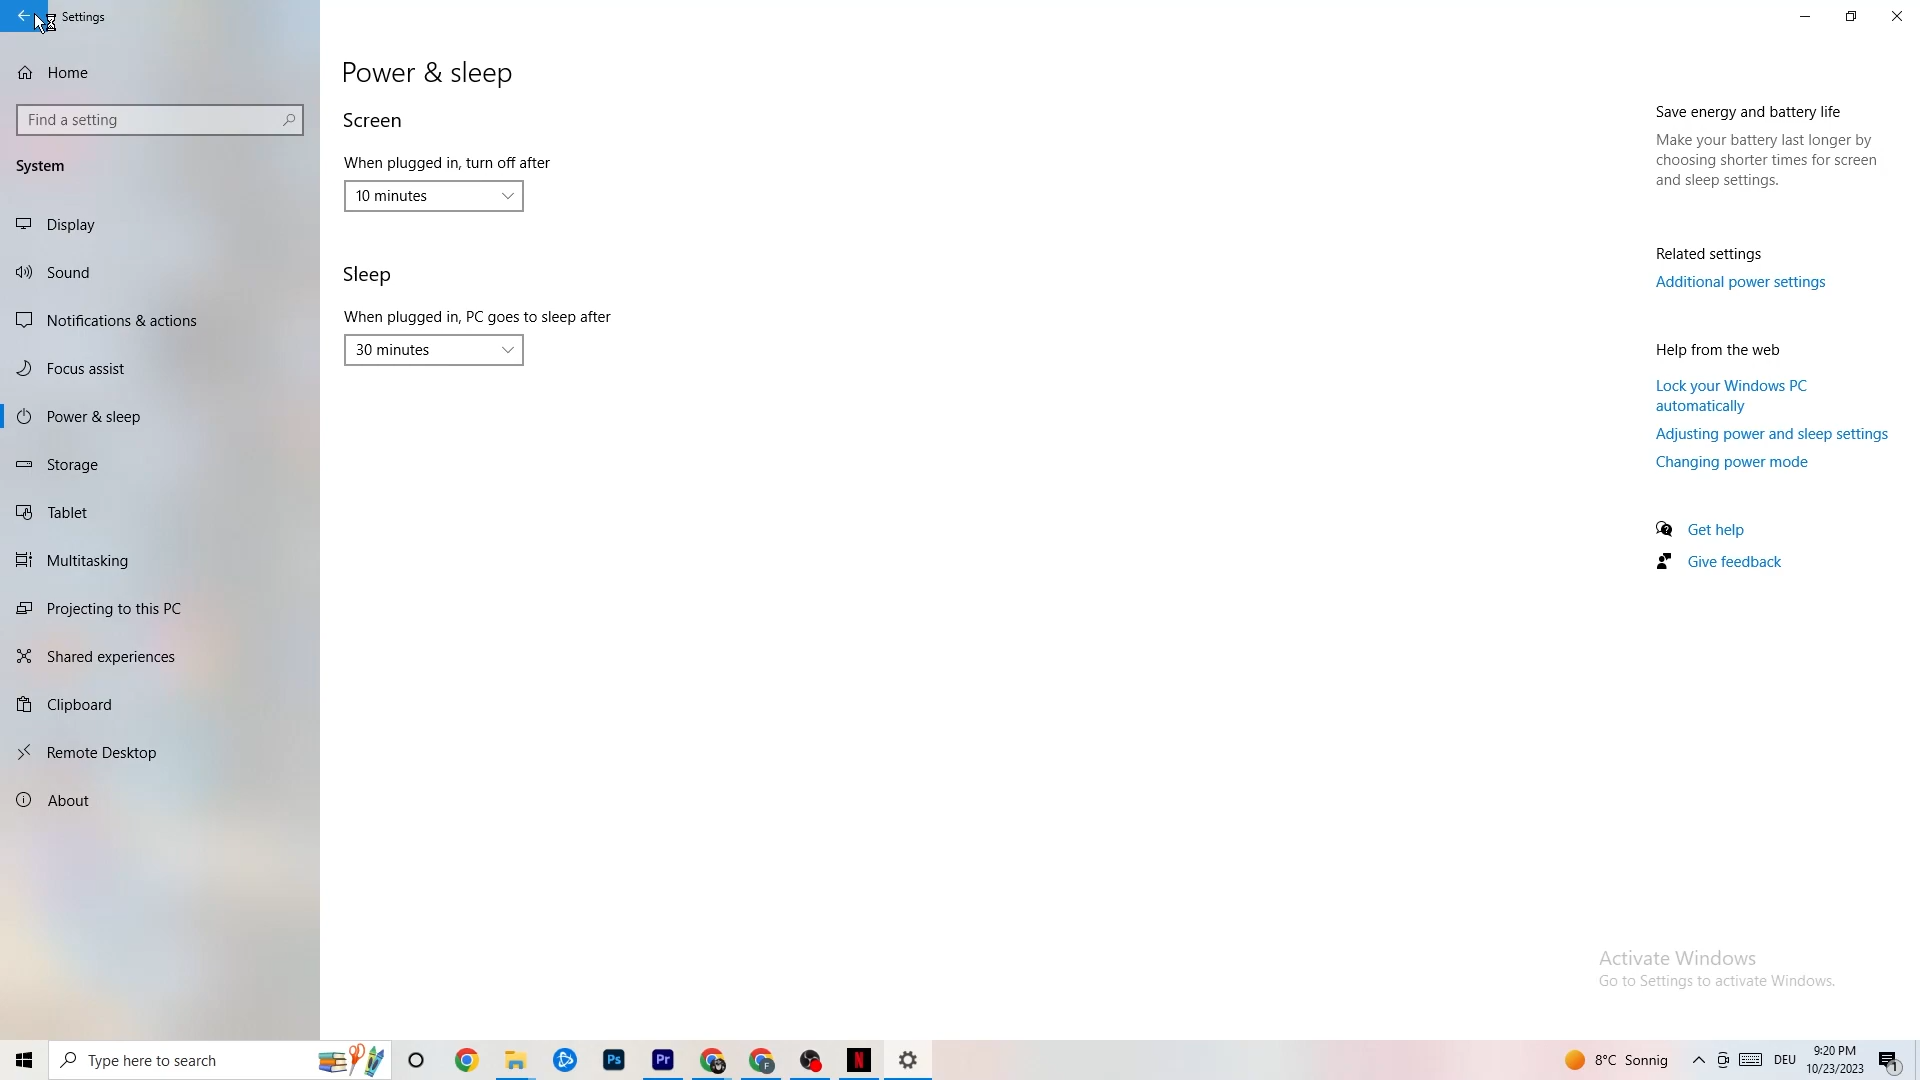 Settings
Home
Find a setting
System
Display
Sound
Notifications & actions
Focus assist
Power & sleep
Storage
Tablet
Multitasking
Projecting to this PC
Shared experiences
Clipboard
Remote Desktop
About
Power & sleep
Screen
When plugged in, turn off after
10 minutes
Sleep
When plugged in, PC goes to sleep after
30 minutes
Save energy and battery life
Make your battery last longer by
choosing shorter times for screen
and sleep settings.
Related settings
Additional power settings
Help from the web
Lock your Windows PC
automatically
Adjusting power and sleep settings
Changing power mode
Get help
Give feedback
Activate Windows
Go to Settings to activate Windows.
Type here to search
Ps
Pr
F
N
8°C Sonnig
DEU
9:20 PM
10/23/2023
1